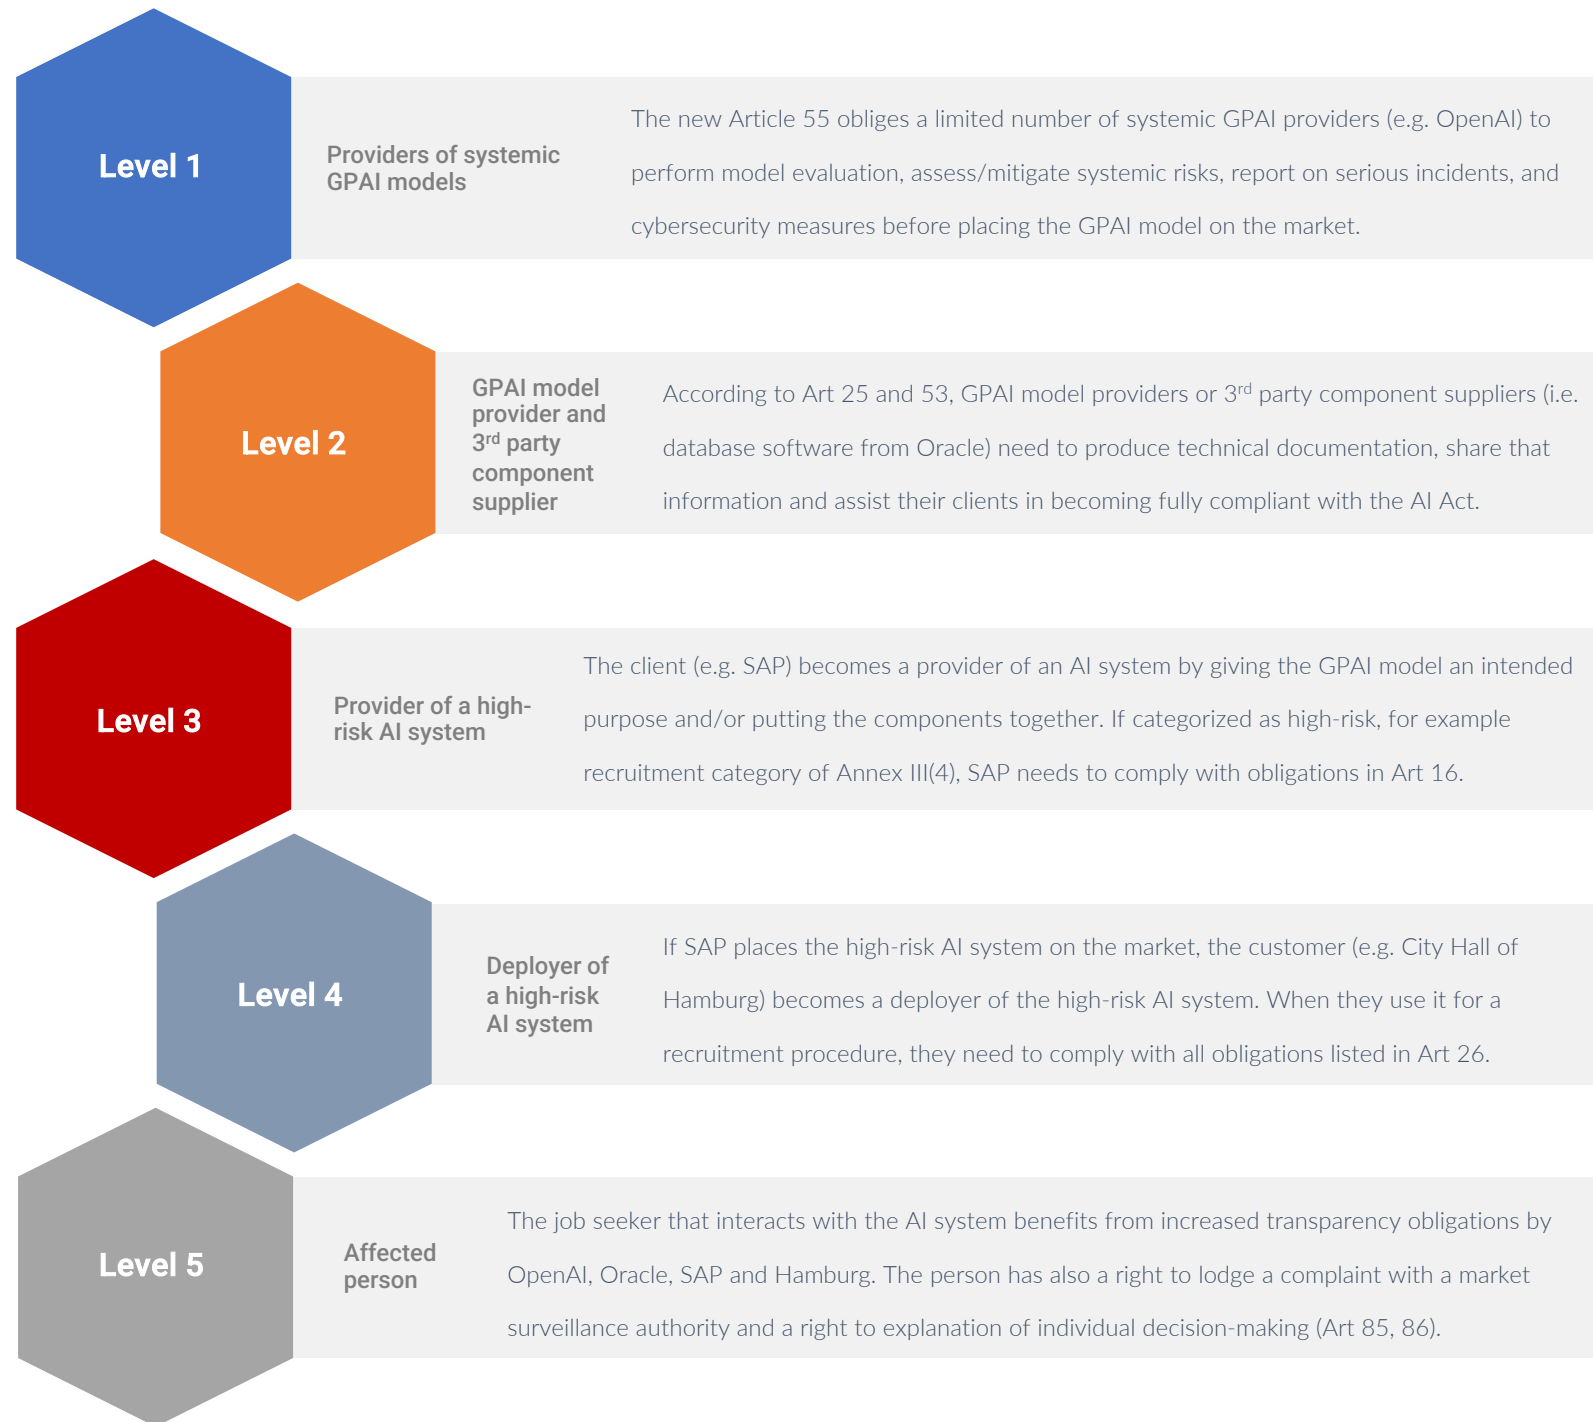 Level 1
Providers of systemic
GPAI models
The new Article 55 obliges a limited number of systemic GPAI providers (e.g. OpenAI) to
perform model evaluation, assess/mitigate systemic risks, report on serious incidents, and
cybersecurity measures before placing the GPAI model on the market.
Level 2
GPAI model
provider and
3rd party
component
supplier
According to Art 25 and 53, GPAI model providers or 3rd party component suppliers (i.e.
database software from Oracle) need to produce technical documentation, share that
information and assist their clients in becoming fully compliant with the AI Act.
Level 3
Provider of a high-
risk AI system
The client (e.g. SAP) becomes a provider of an AI system by giving the GPAI model an intended
purpose and/or putting the components together. If categorized as high-risk, for example
recruitment category of Annex III(4), SAP needs to comply with obligations in Art 16.
Level 4
Deployer of
a high-risk
AI system
If SAP places the high-risk AI system on the market, the customer (e.g. City Hall of
Hamburg) becomes a deployer of the high-risk AI system. When they use it for a
recruitment procedure, they need to comply with all obligations listed in Art 26.
Level 5
Affected
person
The job seeker that interacts with the AI system benefits from increased transparency obligations by
OpenAI, Oracle, SAP and Hamburg. The person has also a right to lodge a complaint with a market
surveillance authority and a right to explanation of individual decision-making (Art 85, 86).